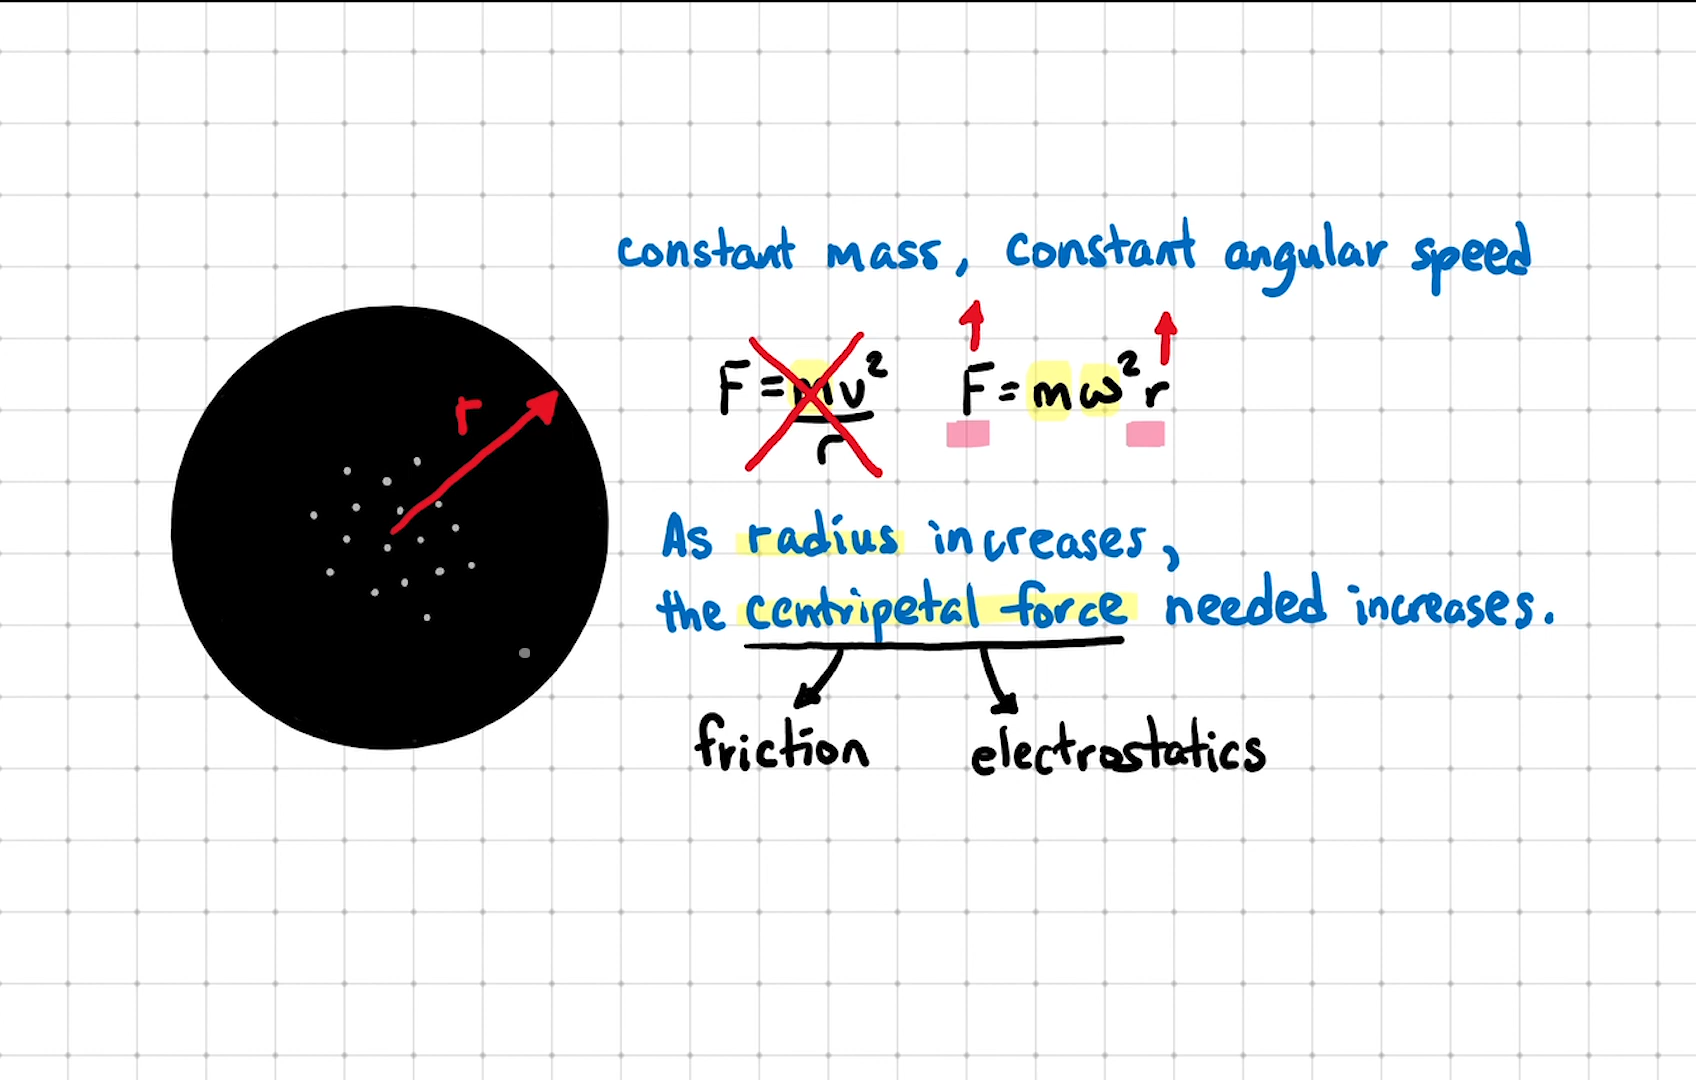 constant mass, constant angular speed
r
F = mv²/r F = mω²r
As radius increases,
the centripetal force needed increases.
friction electrostatics